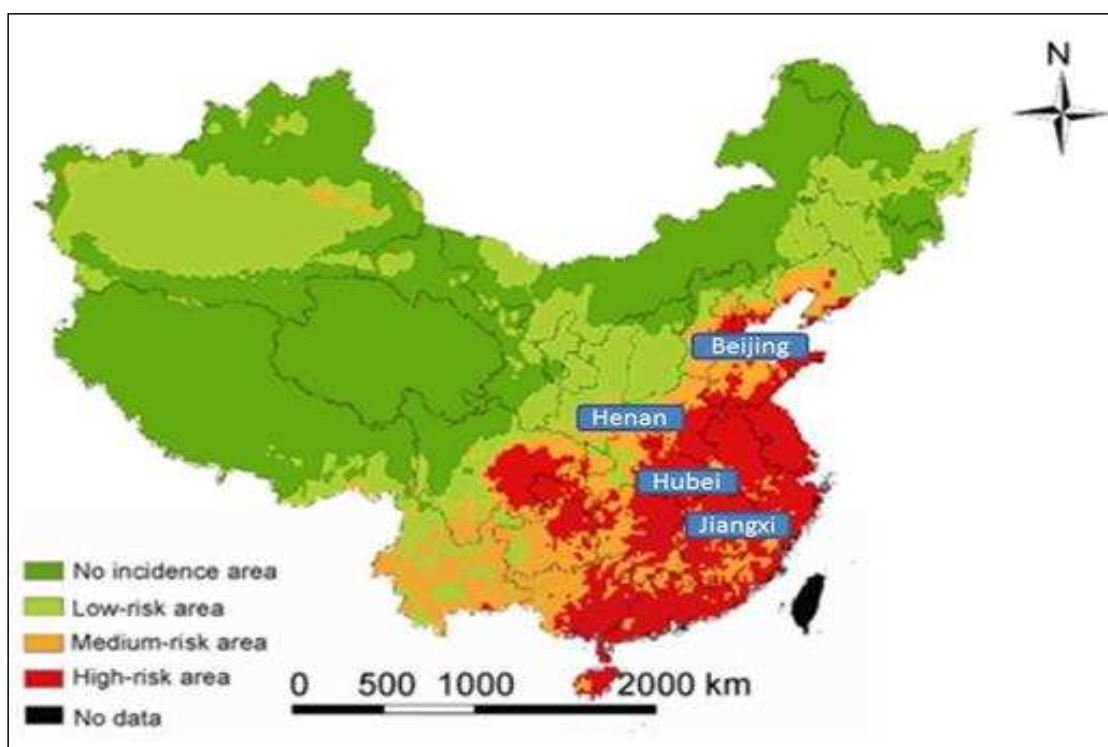 N
Beijing
Henan
Hubei
Jiangxi
No incidence area
Low-risk area
Medium-risk area
High-risk area
No data
0 500 1000 2000 km